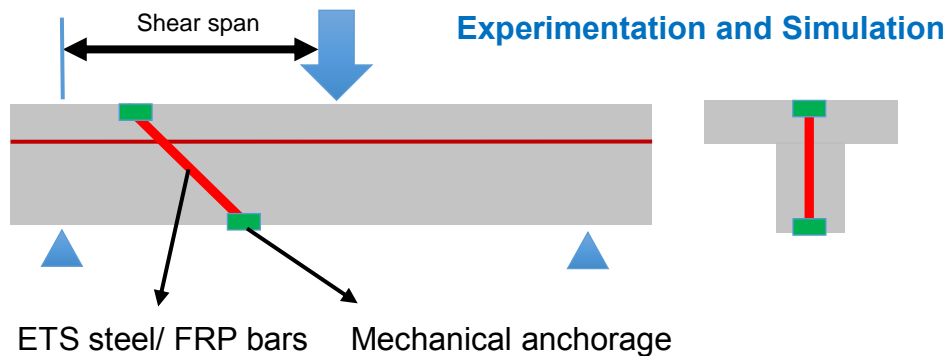 Shear span
Experimentation and Simulation
ETS steel/ FRP bars
Mechanical anchorage